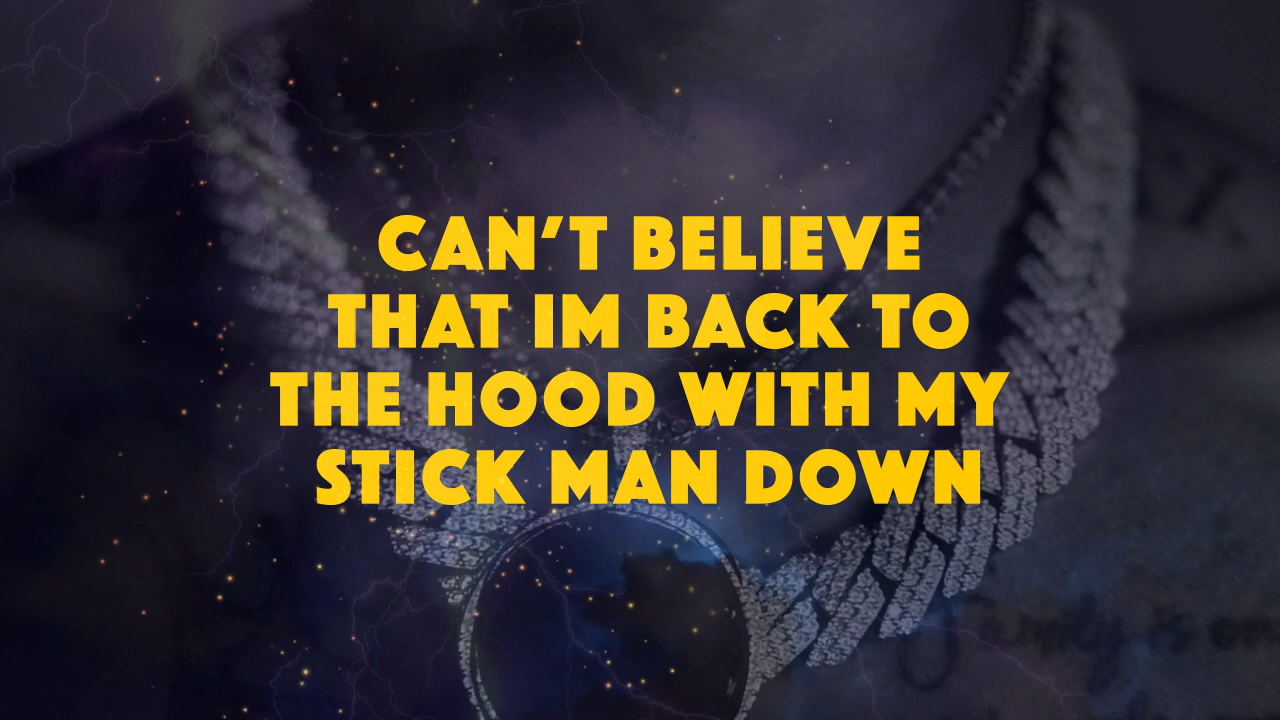 CAN'T BELIEVE
THAT IM BACK TO
THE HOOD WITH MY
STICK MAN DOWN